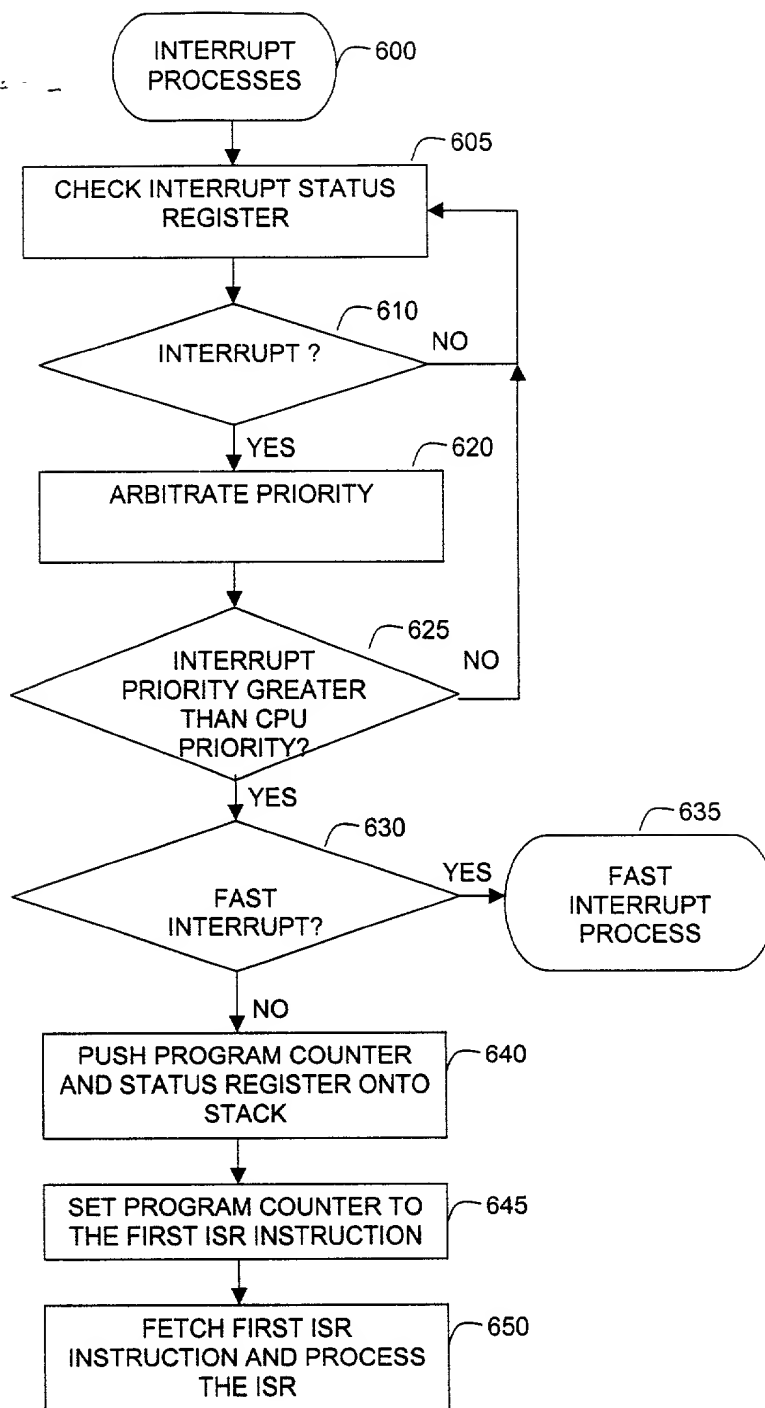 INTERRUPT
PROCESSES
600
605
CHECK INTERRUPT STATUS
REGISTER
610
INTERRUPT ?
NO
YES
620
ARBITRATE PRIORITY
625
INTERRUPT
PRIORITY GREATER
THAN CPU
PRIORITY?
NO
YES
630
FAST
INTERRUPT?
YES
635
FAST
INTERRUPT
PROCESS
NO
PUSH PROGRAM COUNTER
AND STATUS REGISTER ONTO
STACK
640
SET PROGRAM COUNTER TO
THE FIRST ISR INSTRUCTION
645
FETCH FIRST ISR
INSTRUCTION AND PROCESS
THE ISR
650